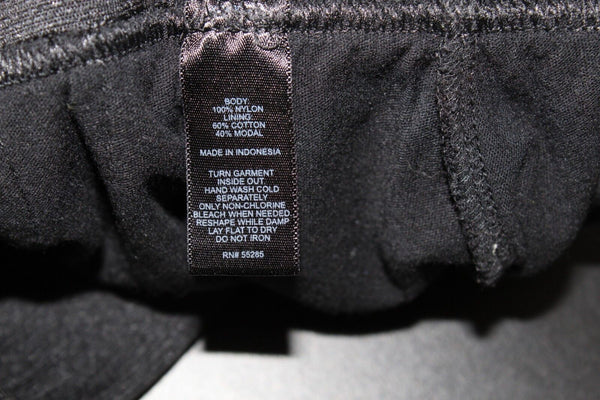 BODY:
100% NYLON
LINING:
60% COTTON
40% MODAL
MADE IN INDONESIA
TURN GARMENT
INSIDE OUT.
HAND WASH COLD
SEPARATELY
ONLY NON-CHLORINE
BLEACH WHEN NEEDED.
RESHAPE WHILE DAMP
LAY FLAT TO DRY
DO NOT IRON
RN# 55285